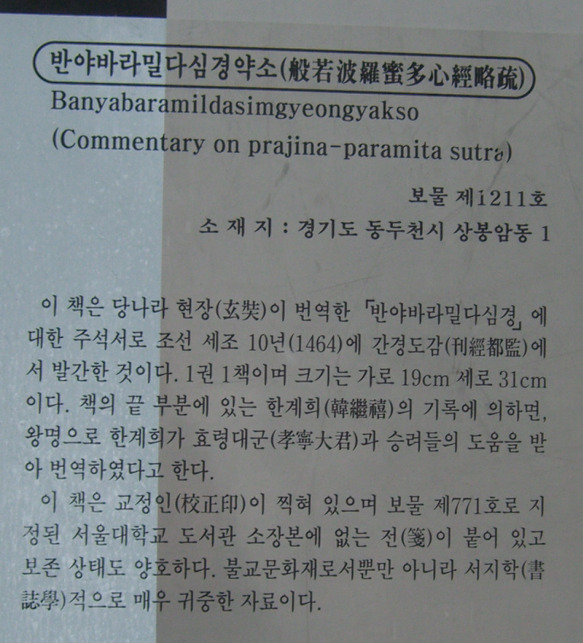 반야바라밀다심경약소(般若波羅蜜多心經略疏)
Banyabaramildasimgyeongyakso
(Commentary on prajina-paramita sutra)
보물 제1211호
소 재 지 : 경기도 동두천시 상봉암동 1
이 책은 당나라 현장(玄奘)이 번역한 「반야바라밀다심경」에
대한 주석서로 조선 세조 10년(1464)에 간경도감(刊經都監)에
서 발간한 것이다. 1권 1책이며 크기는 가로 19cm 세로 31cm
이다. 책의 끝 부분에 있는 한계희(韓繼禧)의 기록에 의하면,
왕명으로 한계희가 효령대군(孝寧大君)과 승려들의 도움을 받
아 번역하였다고 한다.
이 책은 교정인(校正印)이 찍혀 있으며 보물 제771호로 지
정된 서울대학교 도서관 소장본에 없는 전(箋)이 붙어 있고
보존 상태도 양호하다. 불교문화재로서뿐만 아니라 서지학(書
誌學)적으로 매우 귀중한 자료이다.